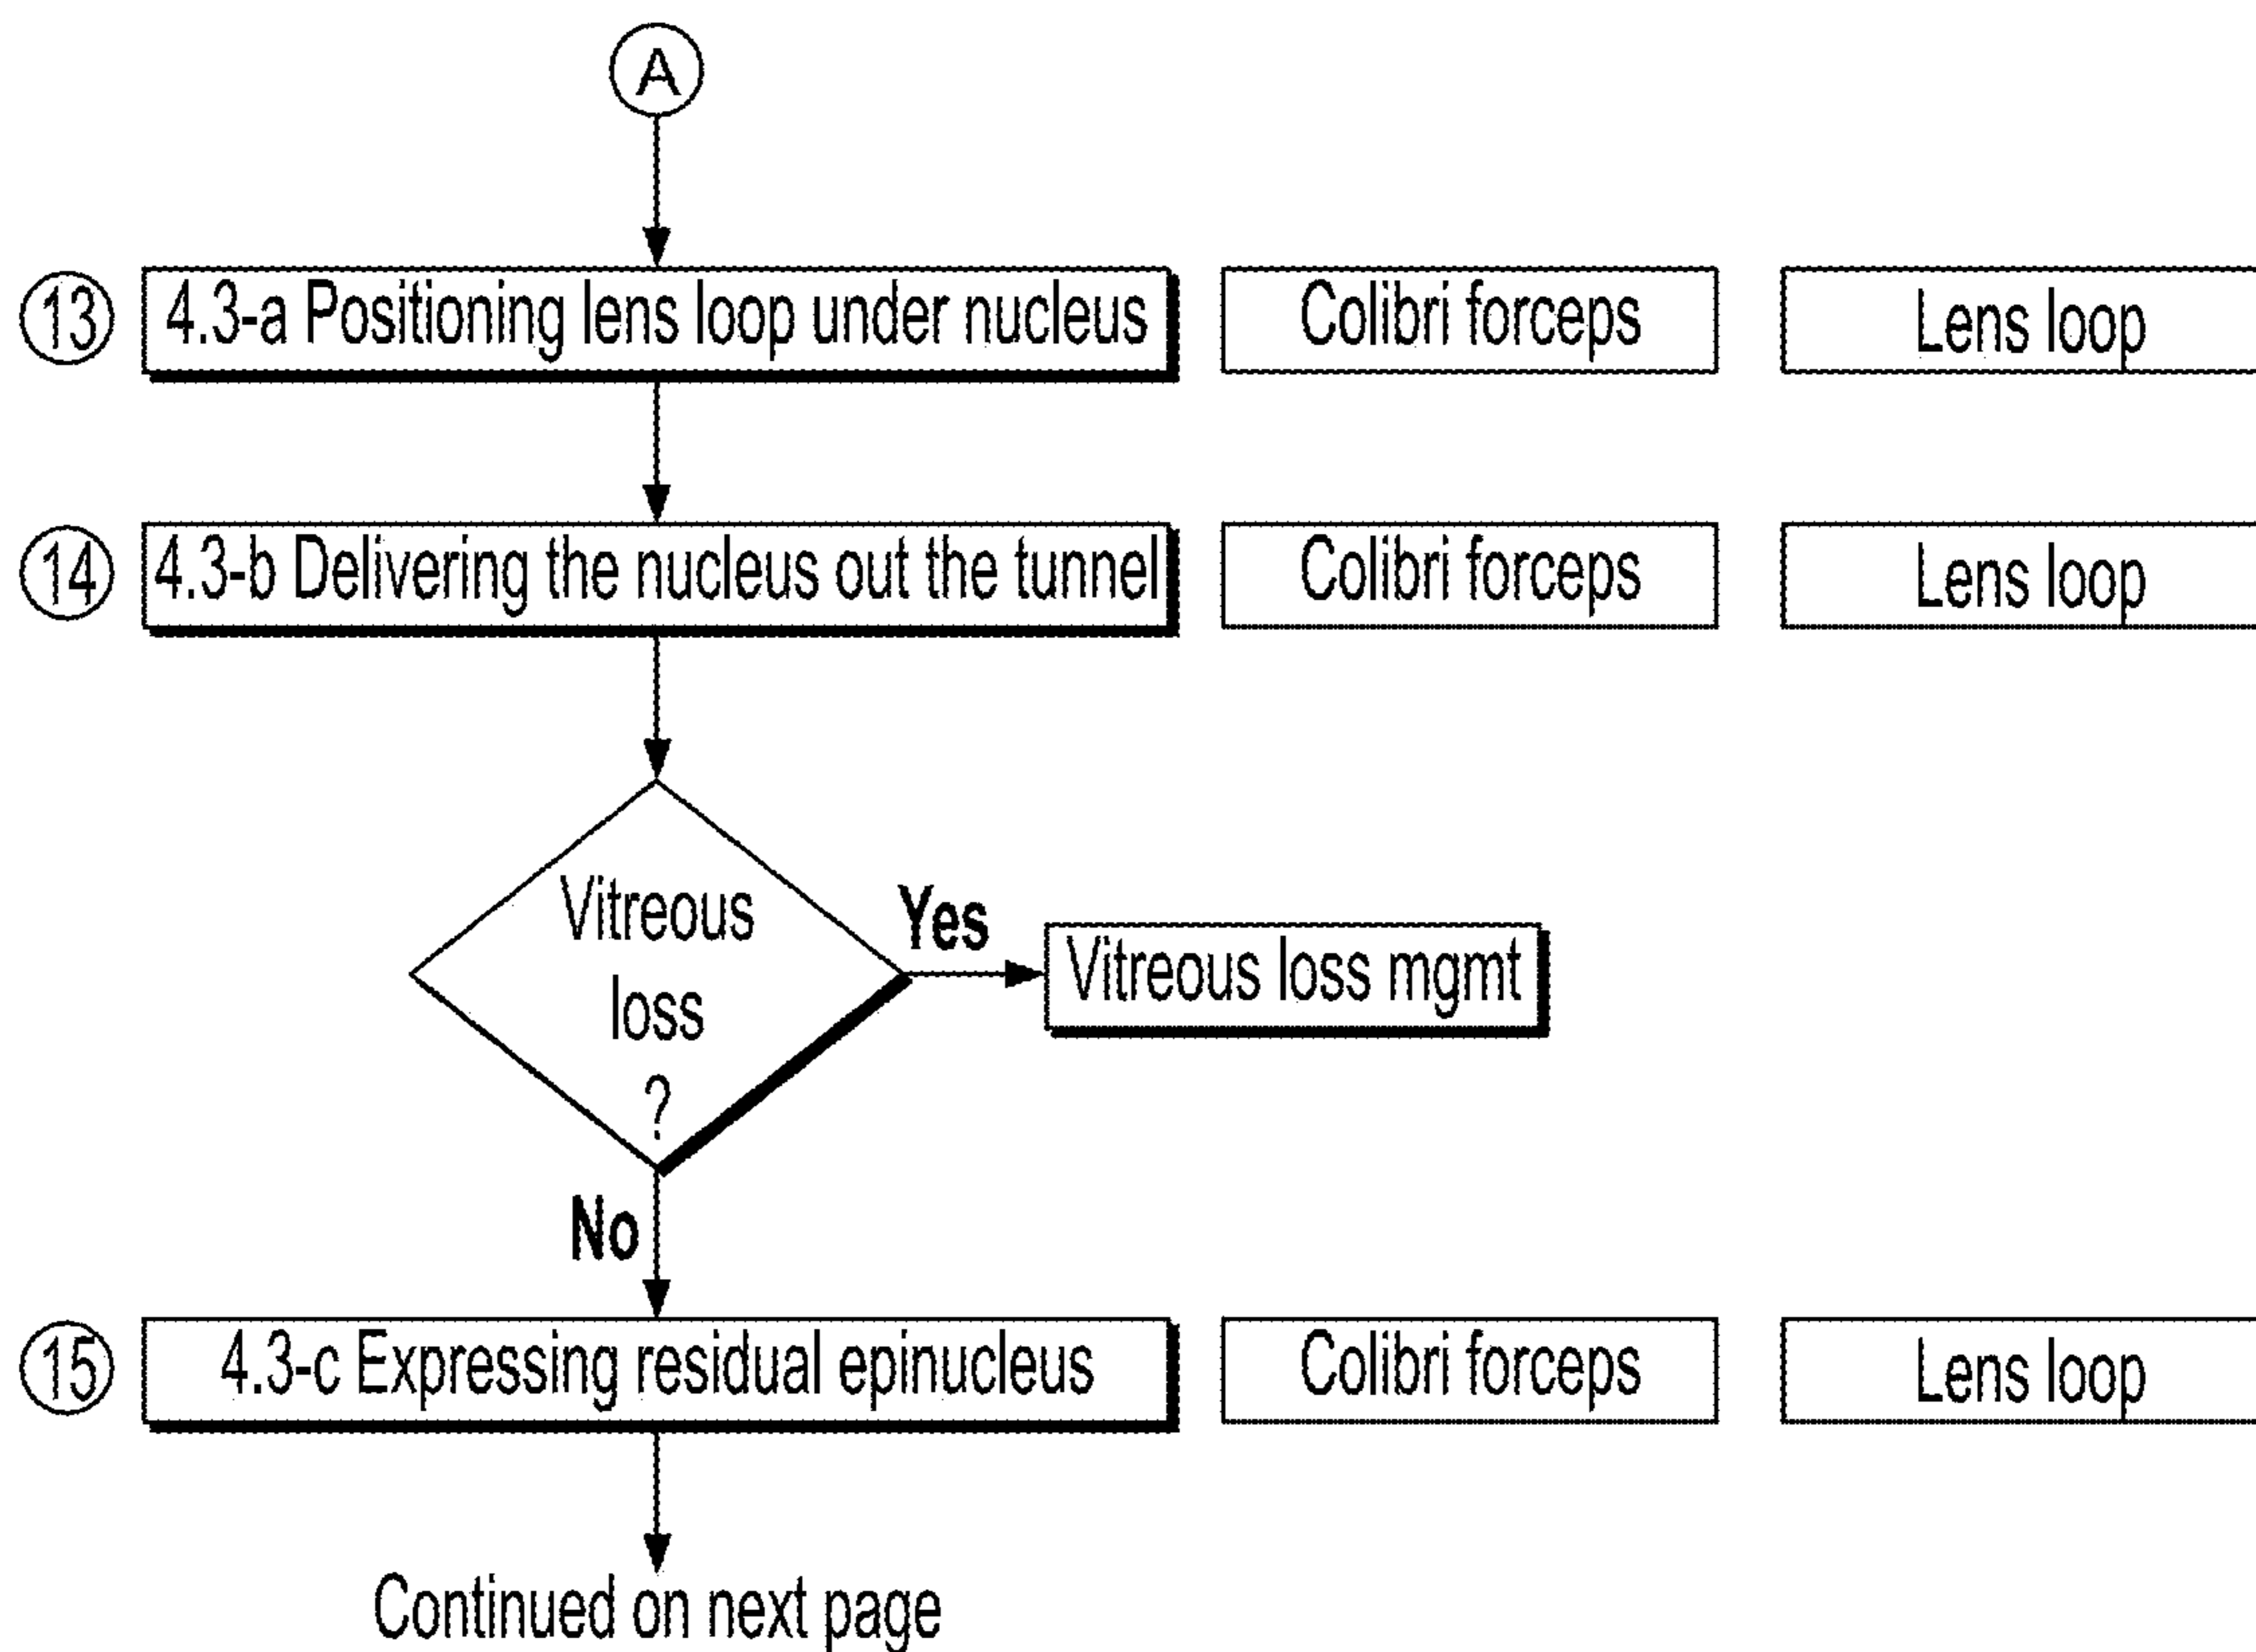 A
13 4.3-a Positioning lens loop under nucleus Colibri forceps Lens loop
14 4.3-b Delivering the nucleus out the tunnel Colibri forceps Lens loop
Vitreous
loss
?
Yes
Vitreous loss mgmt
No
15 4.3-c Expressing residual epinucleus Colibri forceps Lens loop
Continued on next page